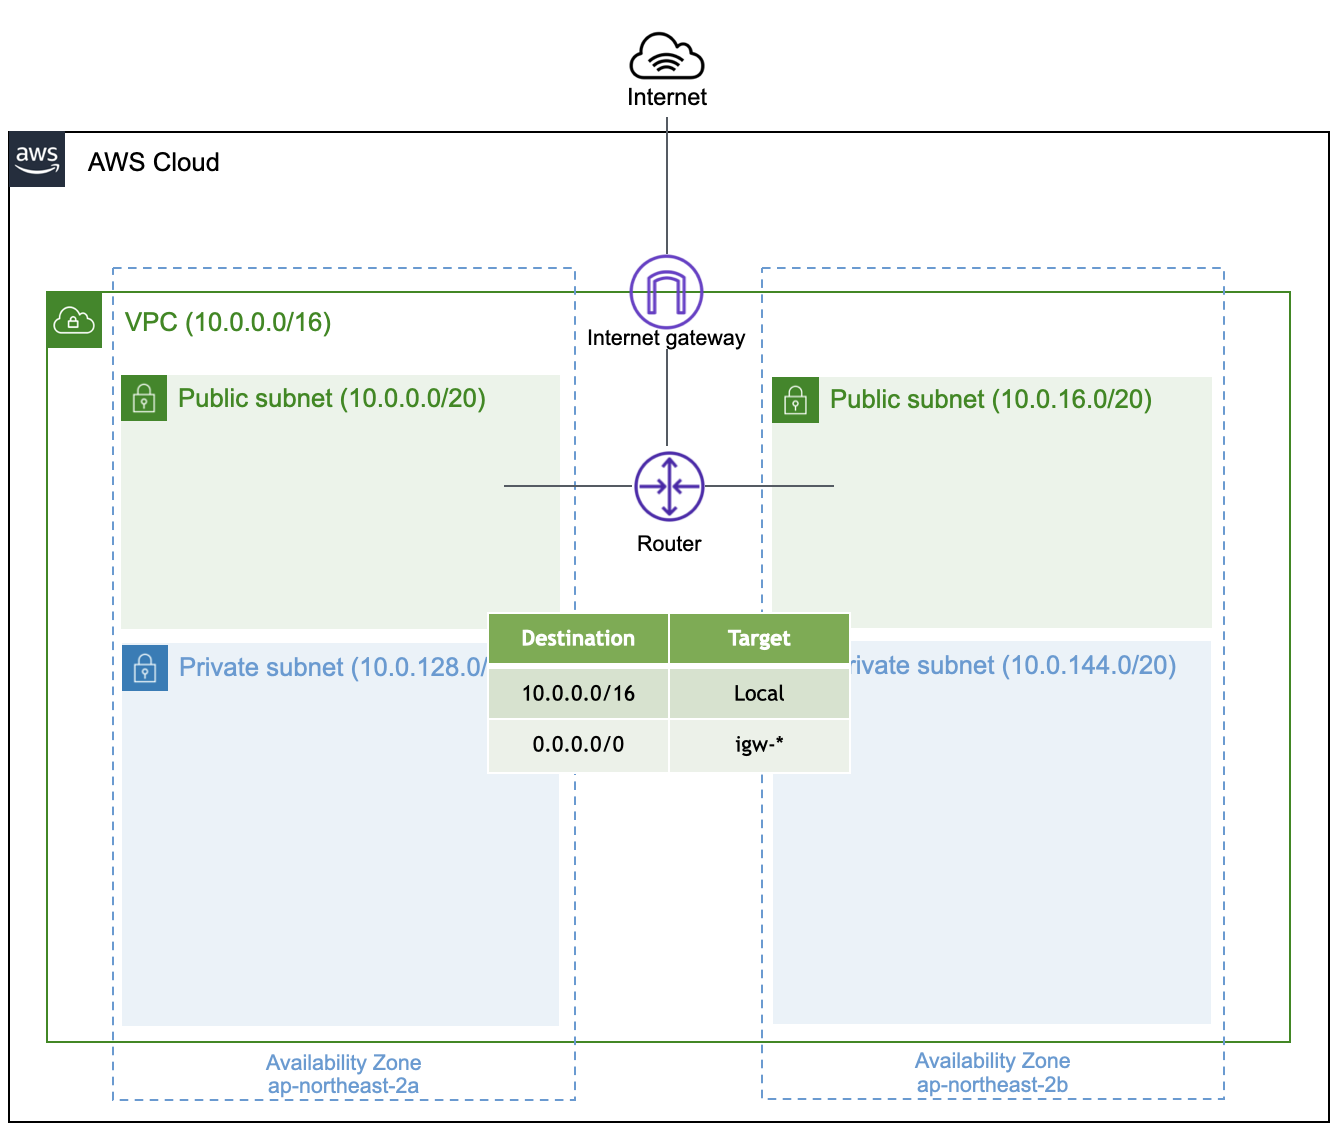 Internet
aws
AWS Cloud
VPC (10.0.0.0/16)
Internet gateway
Public subnet (10.0.0.0/20)
Public subnet (10.0.16.0/20)
Router
Destination Target
10.0.0.0/16 Local
0.0.0.0/0 igw-*
Private subnet (10.0.128.0/
rivate subnet (10.0.144.0/20)
Availability Zone
ap-northeast-2a
Availability Zone
ap-northeast-2b